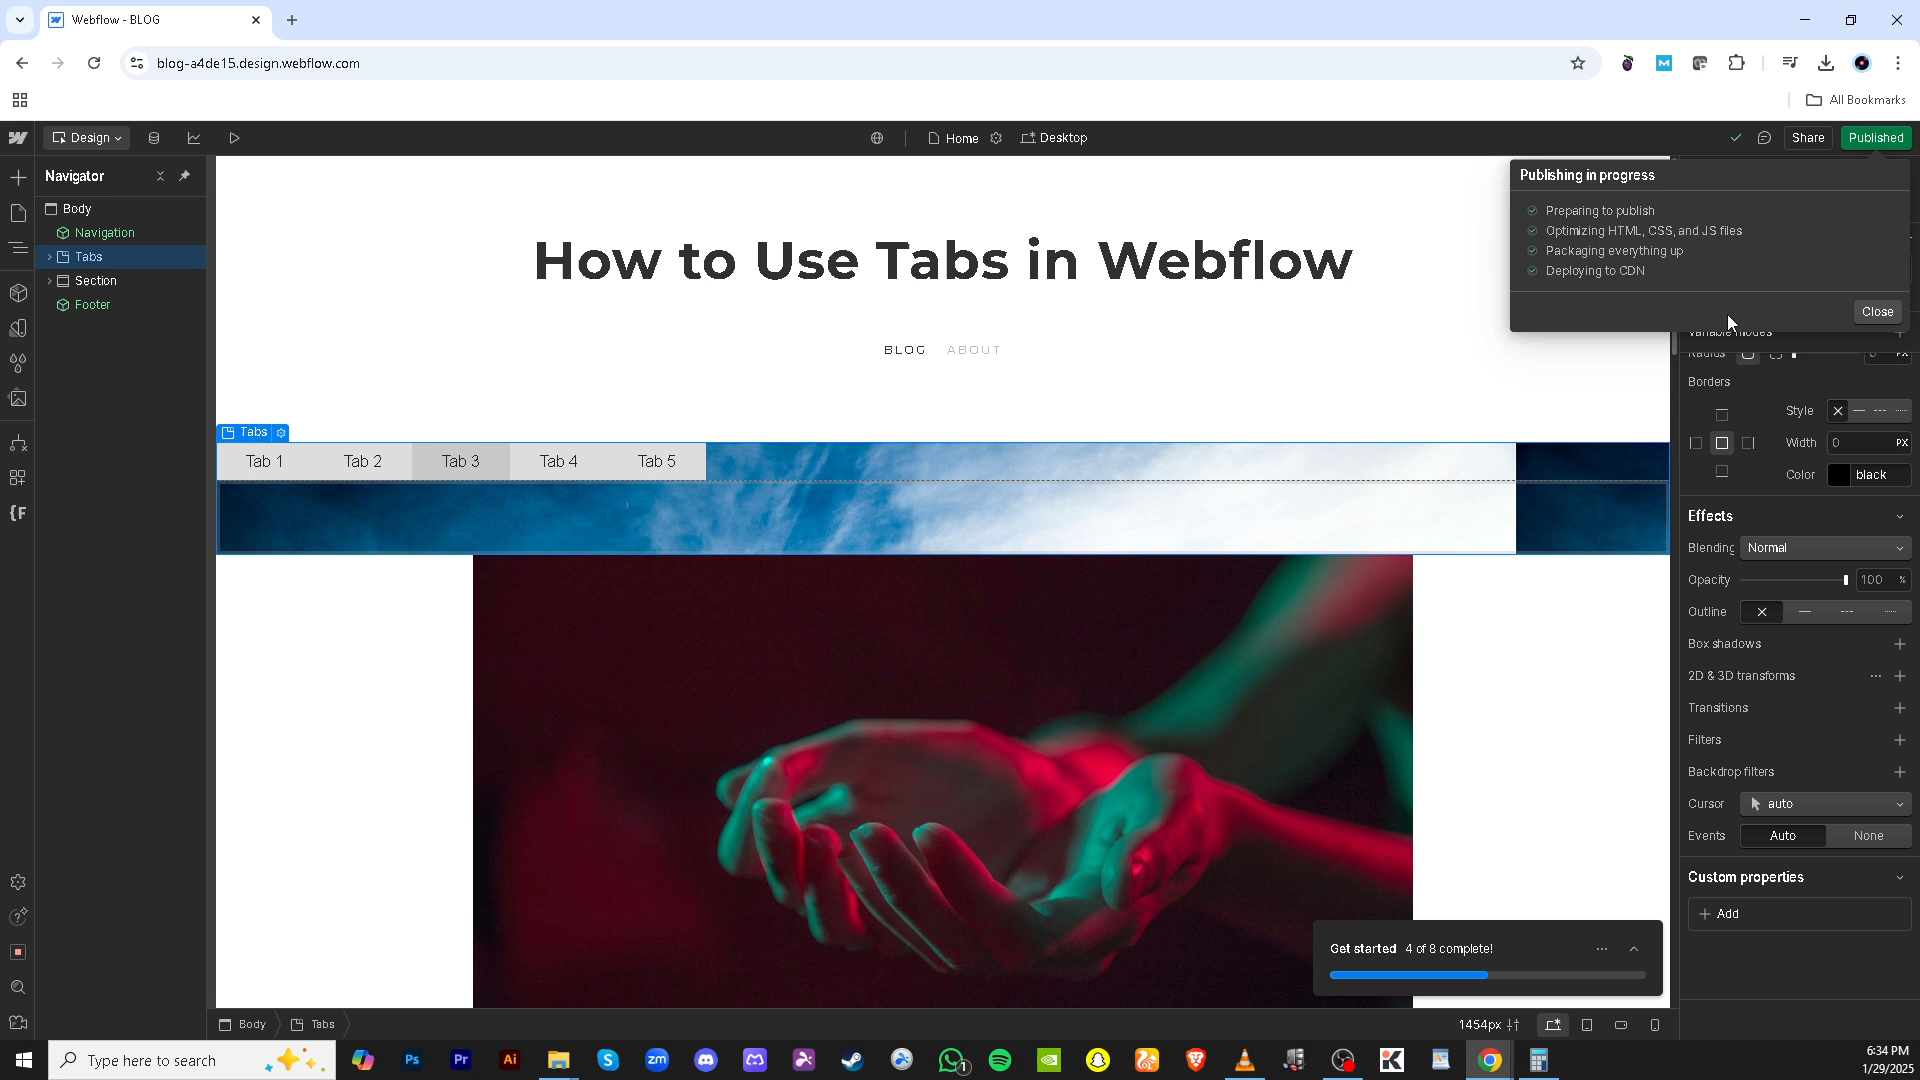 Webflow - BLOG
blog-a4de15.design.webflow.com
All Bookmarks
Design
Home
Desktop
Share
Published
Navigator
Body
Navigation
Tabs
Section
Footer
How to Use Tabs in Webflow
BLOG ABOUT
Tabs
Tab 1 Tab 2 Tab 3 Tab 4 Tab 5
Publishing in progress
Preparing to publish
Optimizing HTML, CSS, and JS files
Packaging everything up
Deploying to CDN
Close
Borders
Style
Width 0 PX
Color black
Effects
Blending Normal
Opacity 100 %
Outline
Box shadows
2D & 3D transforms
Transitions
Filters
Backdrop filters
Cursor auto
Events Auto None
Custom properties
Add
Get started 4 of 8 complete!
Body Tabs
1454px
Type here to search
6:34 PM
1/29/2025